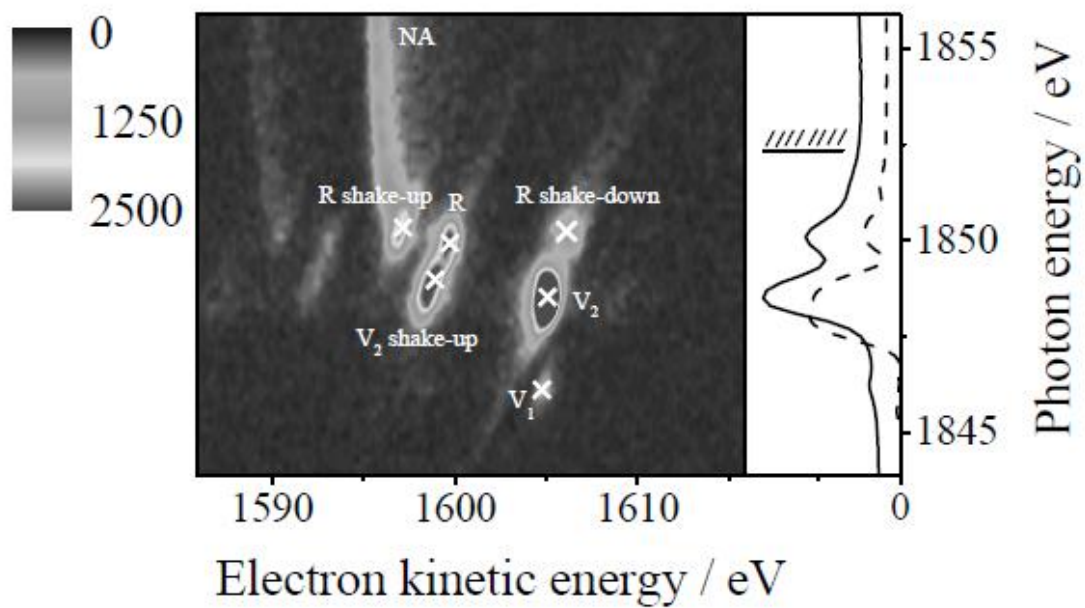 0
1250
2500
NA
R shake-up
R
R shake-down
V₂
V₂ shake-up
V₁
1855
1850
1845
Photon energy / eV
1590
1600
1610
0
Electron kinetic energy / eV